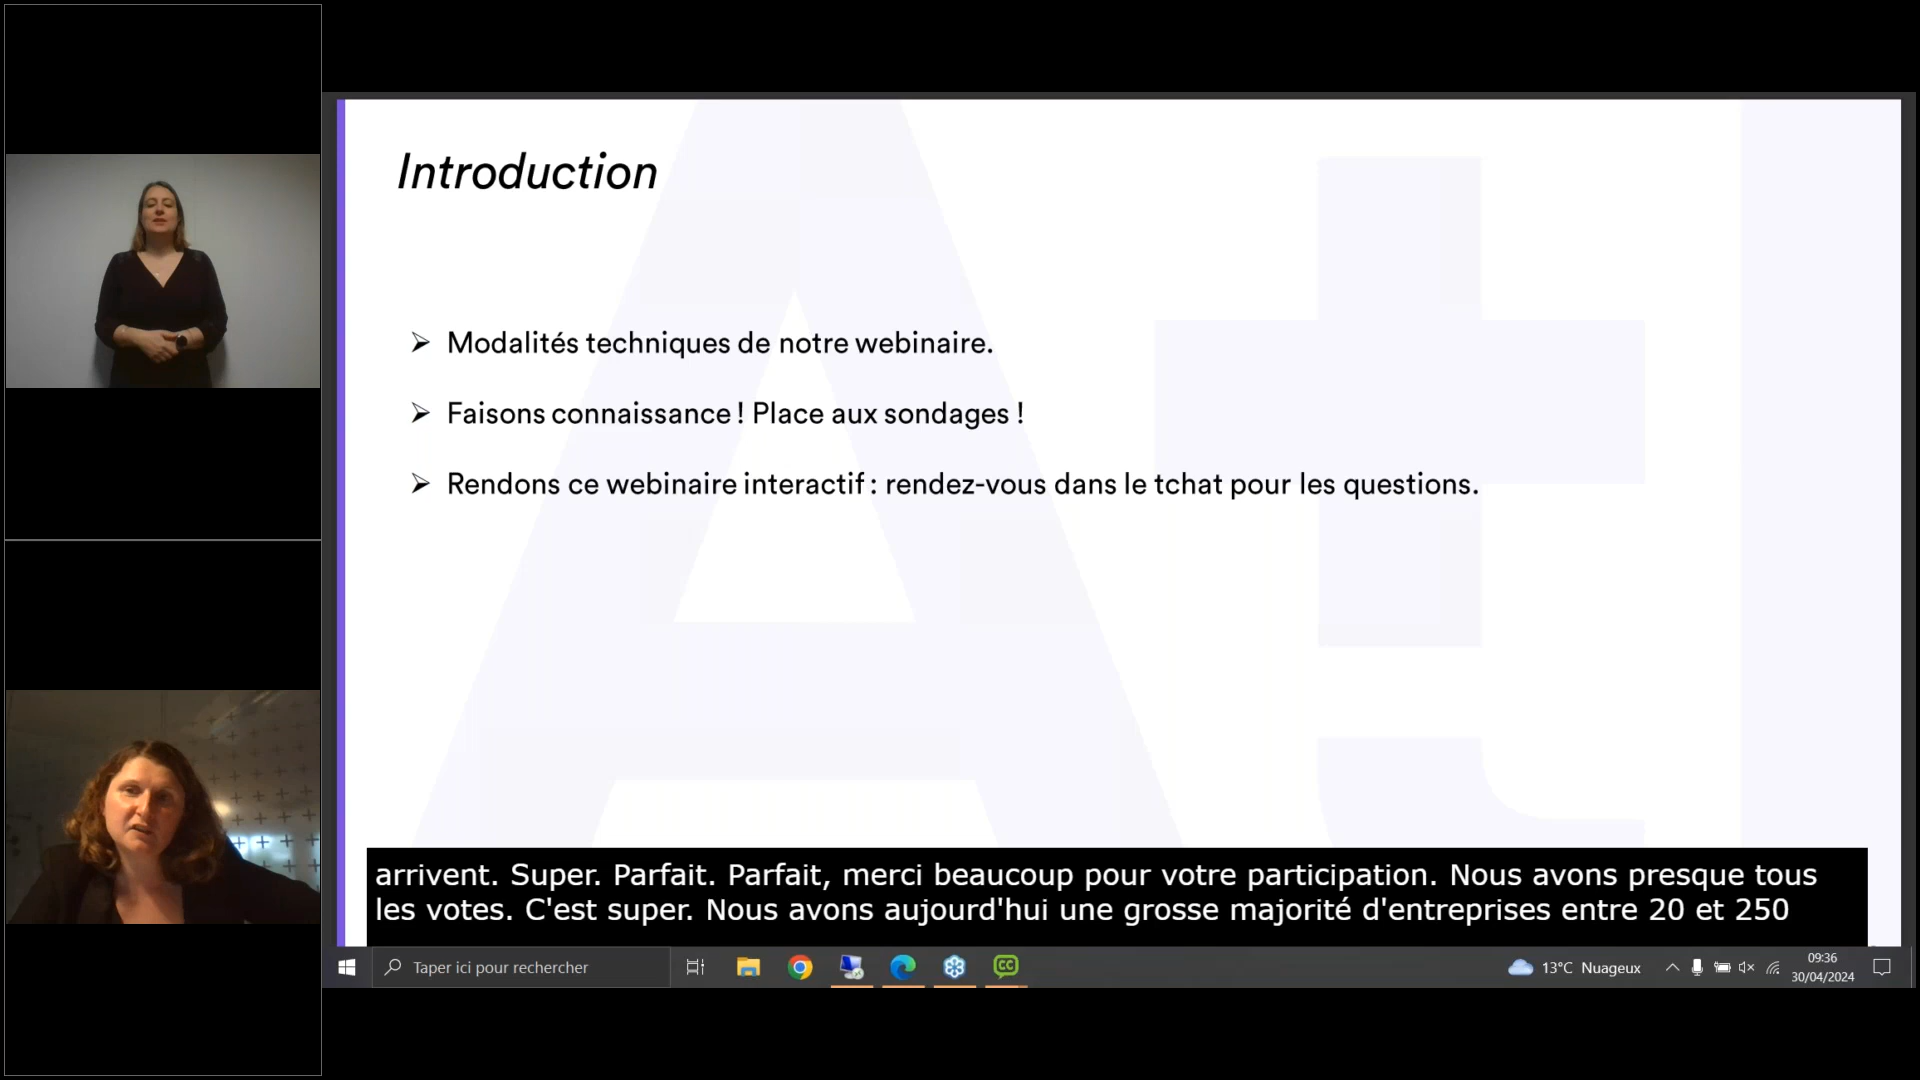 Introduction
Modalités techniques de notre webinaire.
Faisons connaissance ! Place aux sondages !
Rendons ce webinaire interactif : rendez-vous dans le tchat pour les questions.
arrivent. Super. Parfait. Parfait, merci beaucoup pour votre participation. Nous avons presque tous
les votes. C'est super. Nous avons aujourd'hui une grosse majorité d'entreprises entre 20 et 250
Taper ici pour rechercher
CC
13°C Nuageux
09:36
30/04/2024
At